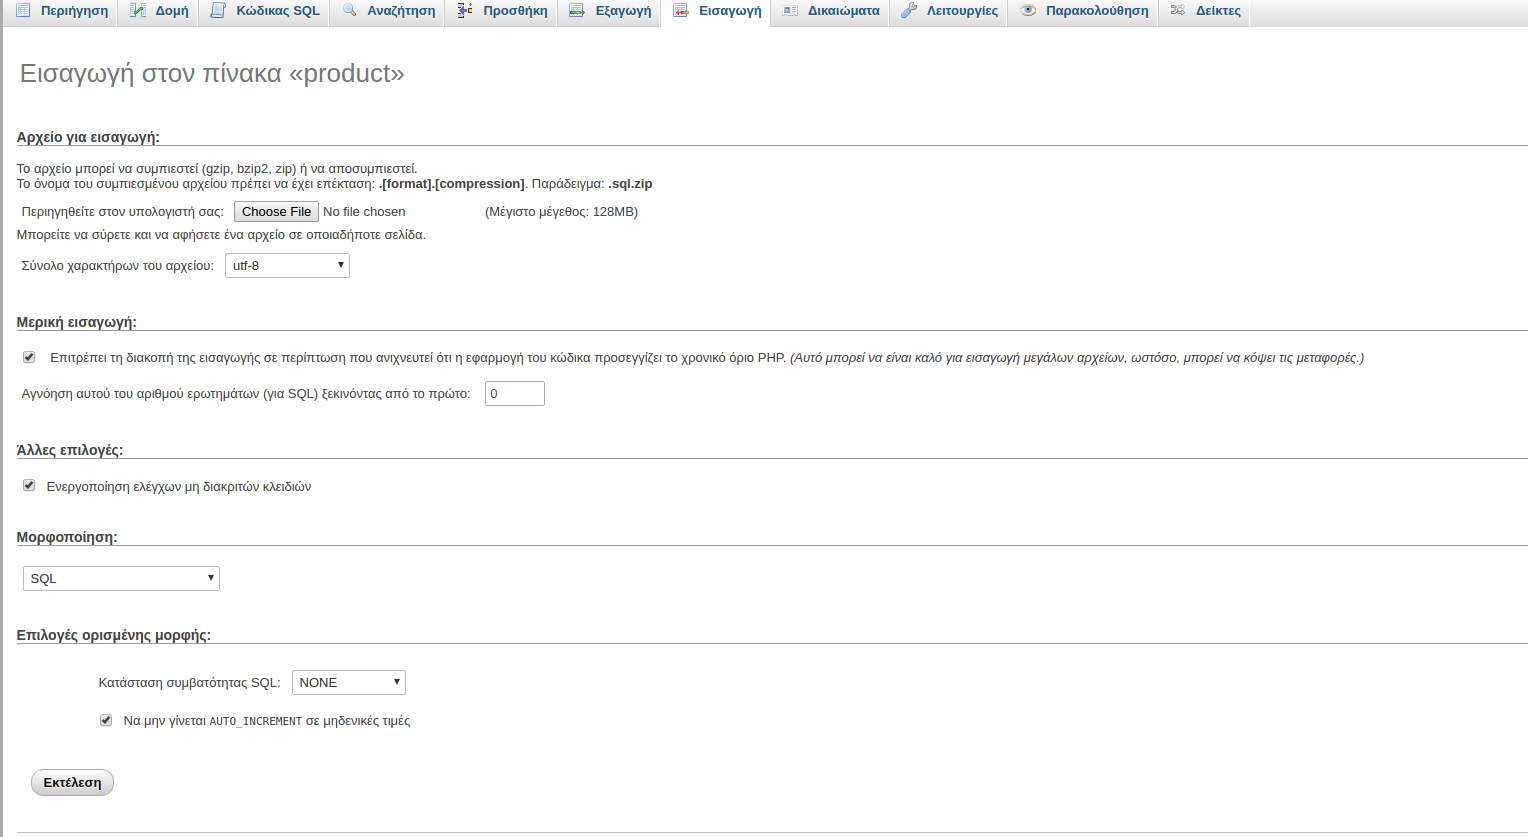 Περιήγηση Δομή Κώδικας SQL Αναζήτηση Προσθήκη Εξαγωγή Εισαγωγή Δικαιώματα Λειτουργίες Παρακολούθηση Δείκτες
Εισαγωγή στον πίνακα «product»
Αρχείο για εισαγωγή:
Το αρχείο μπορεί να συμπιεστεί (gzip, bzip2, zip) ή να αποσυμπιεστεί.
Το όνομα του συμπιεσμένου αρχείου πρέπει να έχει επέκταση: .[format].[compression]. Παράδειγμα: .sql.zip
Περιηγηθείτε στον υπολογιστή σας: Choose File No file chosen (Μέγιστο μέγεθος: 128MB)
Μπορείτε να σύρετε και να αφήσετε ένα αρχείο σε οποιαδήποτε σελίδα.
Σύνολο χαρακτήρων του αρχείου: utf-8
Μερική εισαγωγή:
Επιτρέπει τη διακοπή της εισαγωγής σε περίπτωση που ανιχνευτεί ότι η εφαρμογή του κώδικα προσεγγίζει το χρονικό όριο PHP. (Αυτό μπορεί να είναι καλό για εισαγωγή μεγάλων αρχείων, ωστόσο, μπορεί να κόψει τις μεταφορές.)
Αγνόηση αυτού του αριθμού ερωτημάτων (για SQL) ξεκινόντας από το πρώτο: 0
Άλλες επιλογές:
Ενεργοποίηση ελέγχων μη διακριτών κλειδιών
Μορφοποίηση:
SQL
Επιλογές ορισμένης μορφής:
Κατάσταση συμβατότητας SQL: NONE
Να μην γίνεται AUTO_INCREMENT σε μηδενικές τιμές
Εκτέλεση